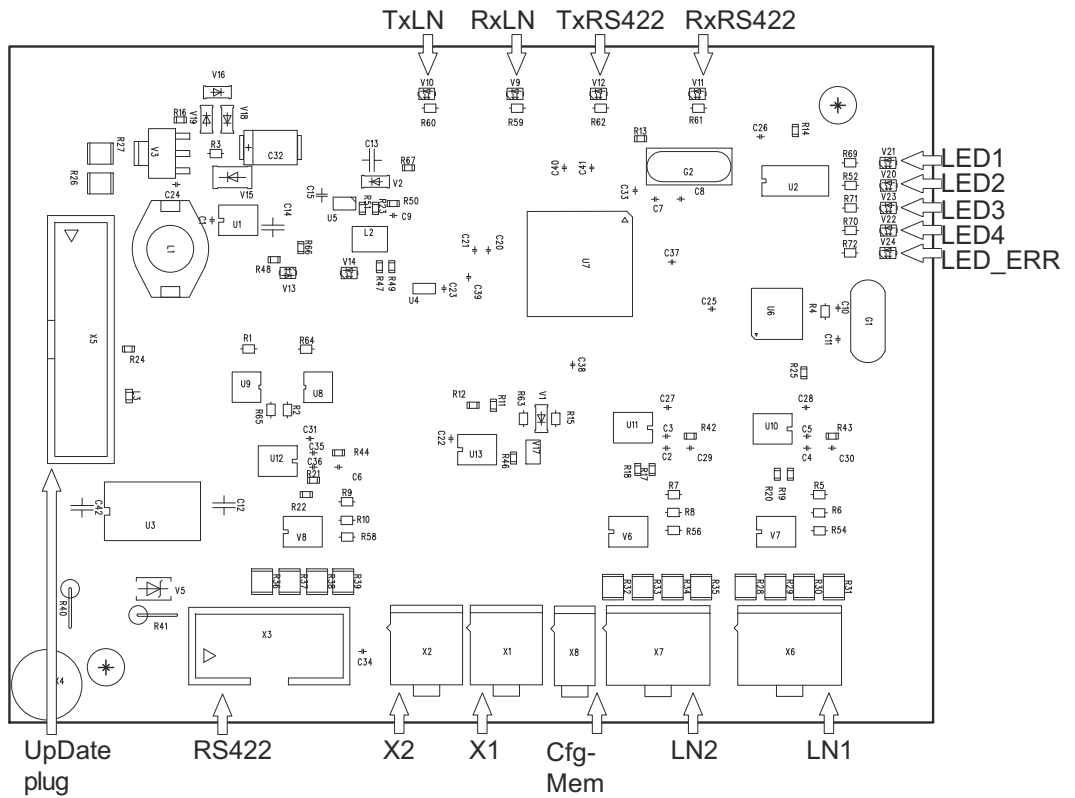 TxLN RxLN TxRS422 RxRS422
V10 V9 V12 V11
R60 R59 R62 R61
V16
R16 V19 V18
R27 V3 R3 C32 C13 R67
R26 V15 V2
C24 C15 U5 R51 R23 R50 C9
C1 U1 C14 L2
L1 R66 R48 V13 V14 R47 R49
U4 C23 C21 C20 C39
R13 C40 C41 G2 C33 C7 C8
U7 C37 C25 C38
C26 R14 U2
R69 V21 LED1
R52 V20 LED2
R71 V23 LED3
R70 V22 LED4
R72 V24 LED_ERR
U6 R4 C10 C11 G1
R25
X5 R24 L3
R1 R64
U9 U8
R65 R2
C31 C35 C36 U12 R44 C6
R21 R22
R9 R10 R58 V8
R12 R11 R63 V1 R15
C22 U13 R46 V17
C27 U11 C3 R42 C2 C29
R18 R17
R7 R8 R56 V6
C28 U10 C5 R43 C4 C30
R20 R19
R5 R6 R54 V7
C42 U3 C12
R40 V5 R41
R36 R37 R38 R39
R32 R33 R34 R35
R28 R29 R30 R31
X4 X3 C34 X2 X1 X8 X7 X6
UpDate
plug
RS422
X2
X1
Cfg-
Mem
LN2
LN1